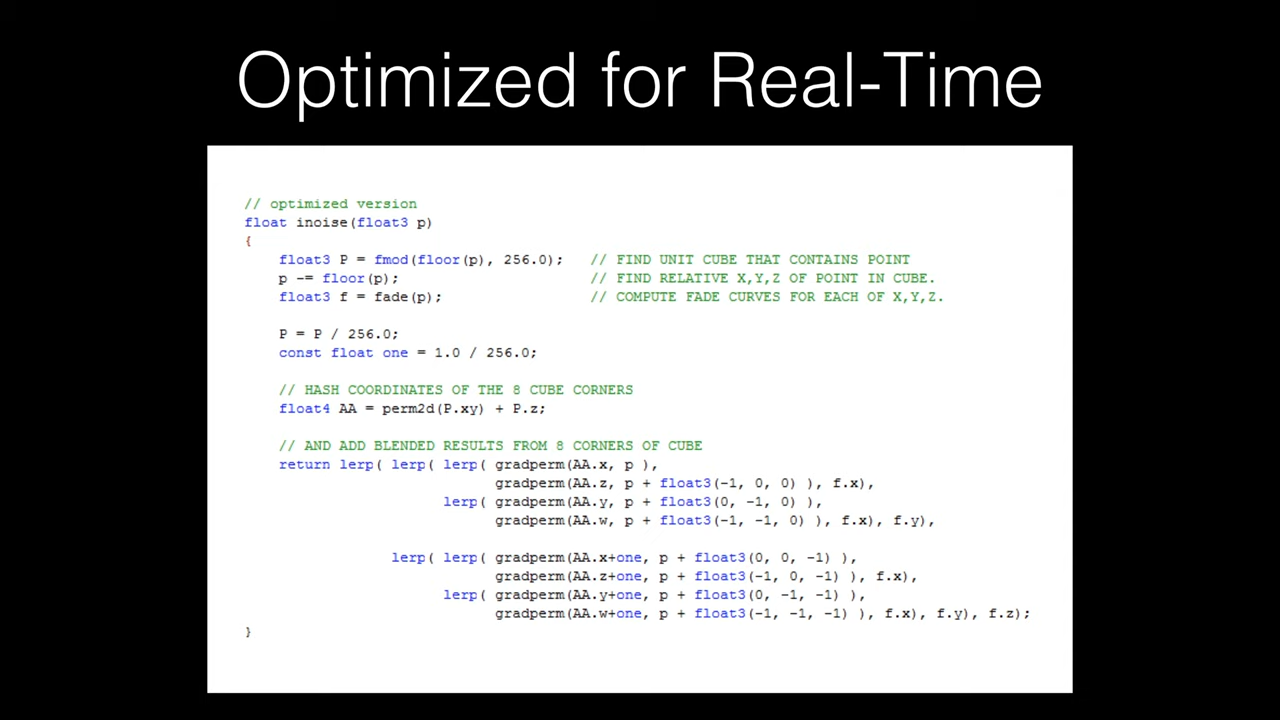 Optimized for Real-Time
// optimized version
float inoise(float3 p)
{
    float3 P = fmod(floor(p), 256.0);   // FIND UNIT CUBE THAT CONTAINS POINT
    p -= floor(p);                      // FIND RELATIVE X,Y,Z OF POINT IN CUBE.
    float3 f = fade(p);                 // COMPUTE FADE CURVES FOR EACH OF X,Y,Z.
    P = P / 256.0;
    const float one = 1.0 / 256.0;
    // HASH COORDINATES OF THE 8 CUBE CORNERS
    float4 AA = perm2d(P.xy) + P.z;
    // AND ADD BLENDED RESULTS FROM 8 CORNERS OF CUBE
    return lerp( lerp( lerp( gradperm(AA.x, p ),
                             gradperm(AA.z, p + float3(-1, 0, 0) ), f.x),
                       lerp( gradperm(AA.y, p + float3(0, -1, 0) ),
                             gradperm(AA.w, p + float3(-1, -1, 0) ), f.x), f.y),
                 lerp( lerp( gradperm(AA.x+one, p + float3(0, 0, -1) ),
                             gradperm(AA.z+one, p + float3(-1, 0, -1) ), f.x),
                       lerp( gradperm(AA.y+one, p + float3(0, -1, -1) ),
                             gradperm(AA.w+one, p + float3(-1, -1, -1) ), f.x), f.y), f.z);
}